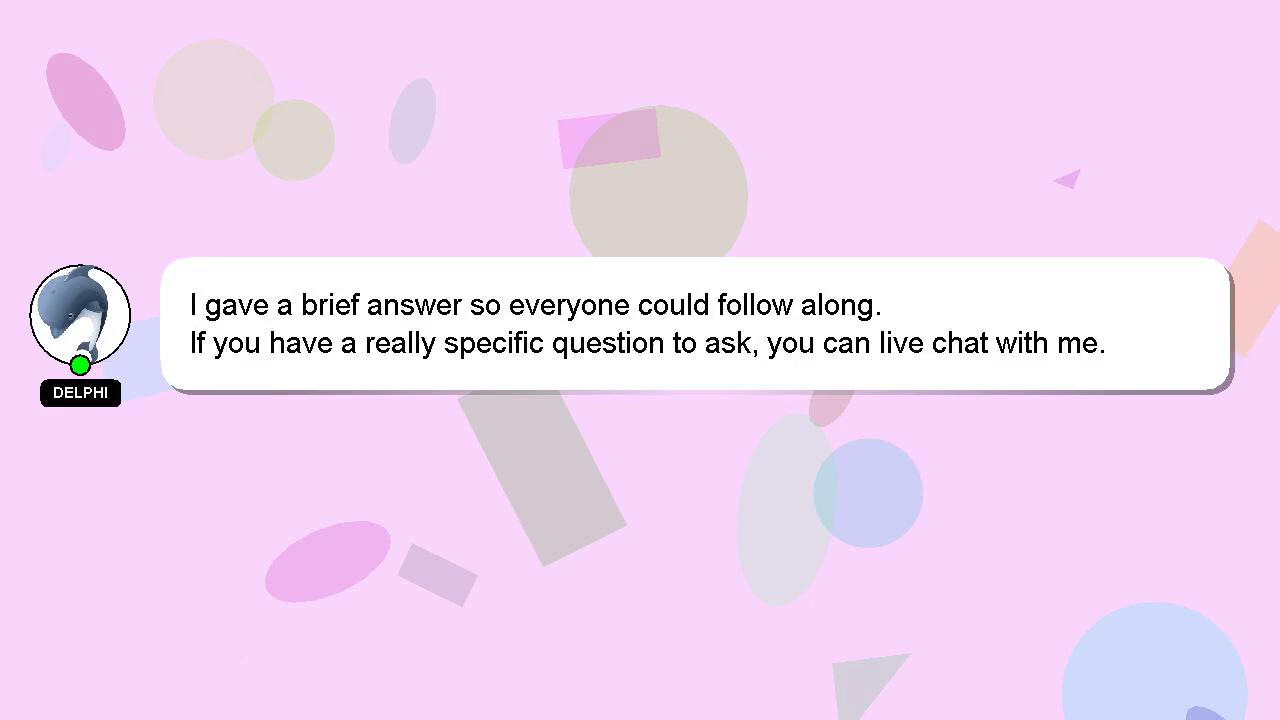 I gave a brief answer so everyone could follow along.
If you have a really specific question to ask, you can live chat with me.
DELPHI